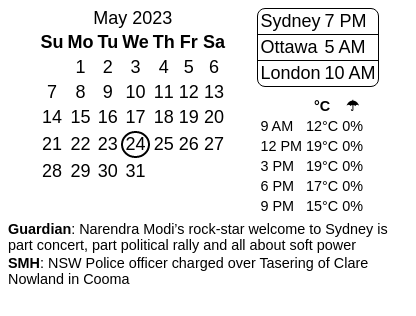 May 2023
Su Mo Tu We Th Fr Sa
1 2 3 4 5 6
7 8 9 10 11 12 13
14 15 16 17 18 19 20
21 22 23 24 25 26 27
28 29 30 31
Sydney 7 PM
Ottawa 5 AM
London 10 AM
°C ☂
9 AM 12°C 0%
12 PM 19°C 0%
3 PM 19°C 0%
6 PM 17°C 0%
9 PM 15°C 0%
Guardian: Narendra Modi’s rock-star welcome to Sydney is
part concert, part political rally and all about soft power
SMH: NSW Police officer charged over Tasering of Clare
Nowland in Cooma